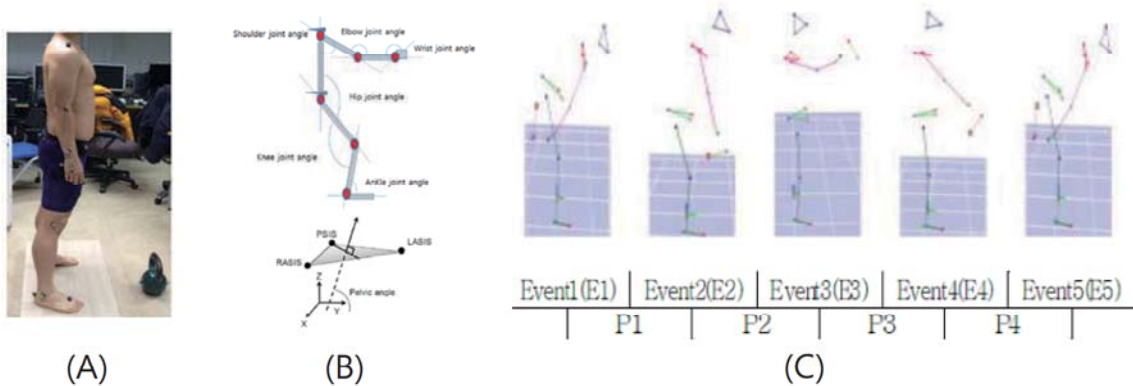 (B)
(C)
Shoulder joint angle
Elbow joint angle
Wrist joint angle
Hip joint angle
Knee joint angle
Ankle joint angle
PSIS
LASIS
RASIS
Z
Pelvic angle
Y
X
Event1(E1) Event2(E2) Event3(E3) Event4(E4) Event5(E5)
P1 P2 P3 P4
(A)
(B)
(C)